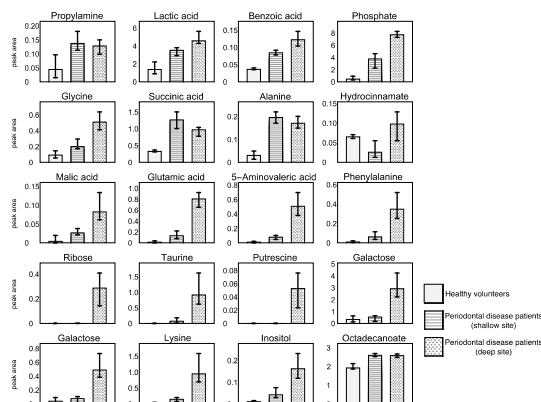 Propylamine Lactic acid Benzoic acid Phosphate
peak area
0.20 0.15 0.10 0.05 0
6 4 2 0
0.15 0.10 0.05 0
8 6 4 2 0
Glycine Succinic acid Alanine Hydrocinnamate
peak area
0.6 0.4 0.2 0
1.5 1.0 0.5 0
0.2 0.1 0
0.15 0.10 0.05 0
Malic acid Glutamic acid 5−Aminovaleric acid Phenylalanine
peak area
0.15 0.10 0.05 0
1.0 0.8 0.6 0.4 0.2 0
0.8 0.6 0.4 0.2 0
0.6 0.4 0.2 0
Ribose Taurine Putrescine Galactose
peak area
0.4 0.2 0
1.5 1.0 0.5 0
0.08 0.06 0.04 0.02 0
5 4 3 2 1 0
Healthy volunteers
Periodontal disease patients
(shallow site)
Periodontal disease patients
(deep site)
Galactose Lysine Inositol Octadecanoate
peak area
0.8 0.6 0.4 0.2
1.5 1.0 0.5
0.2 0.1
3 2 1